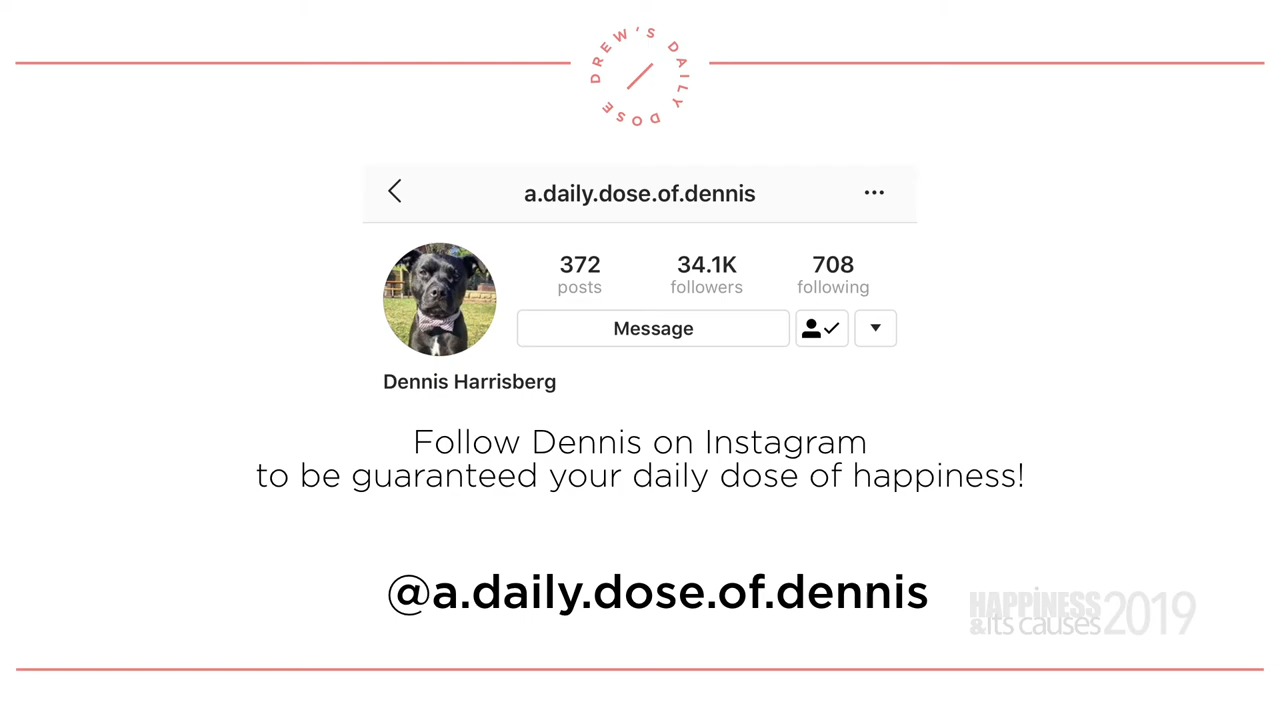 DREW'S DAILY DOSE
a.daily.dose.of.dennis
372 34.1K 708
posts followers following
Message
Dennis Harrisberg
Follow Dennis on Instagram
to be guaranteed your daily dose of happiness!
@a.daily.dose.of.dennis
HAPPINESS
&its causes 2019